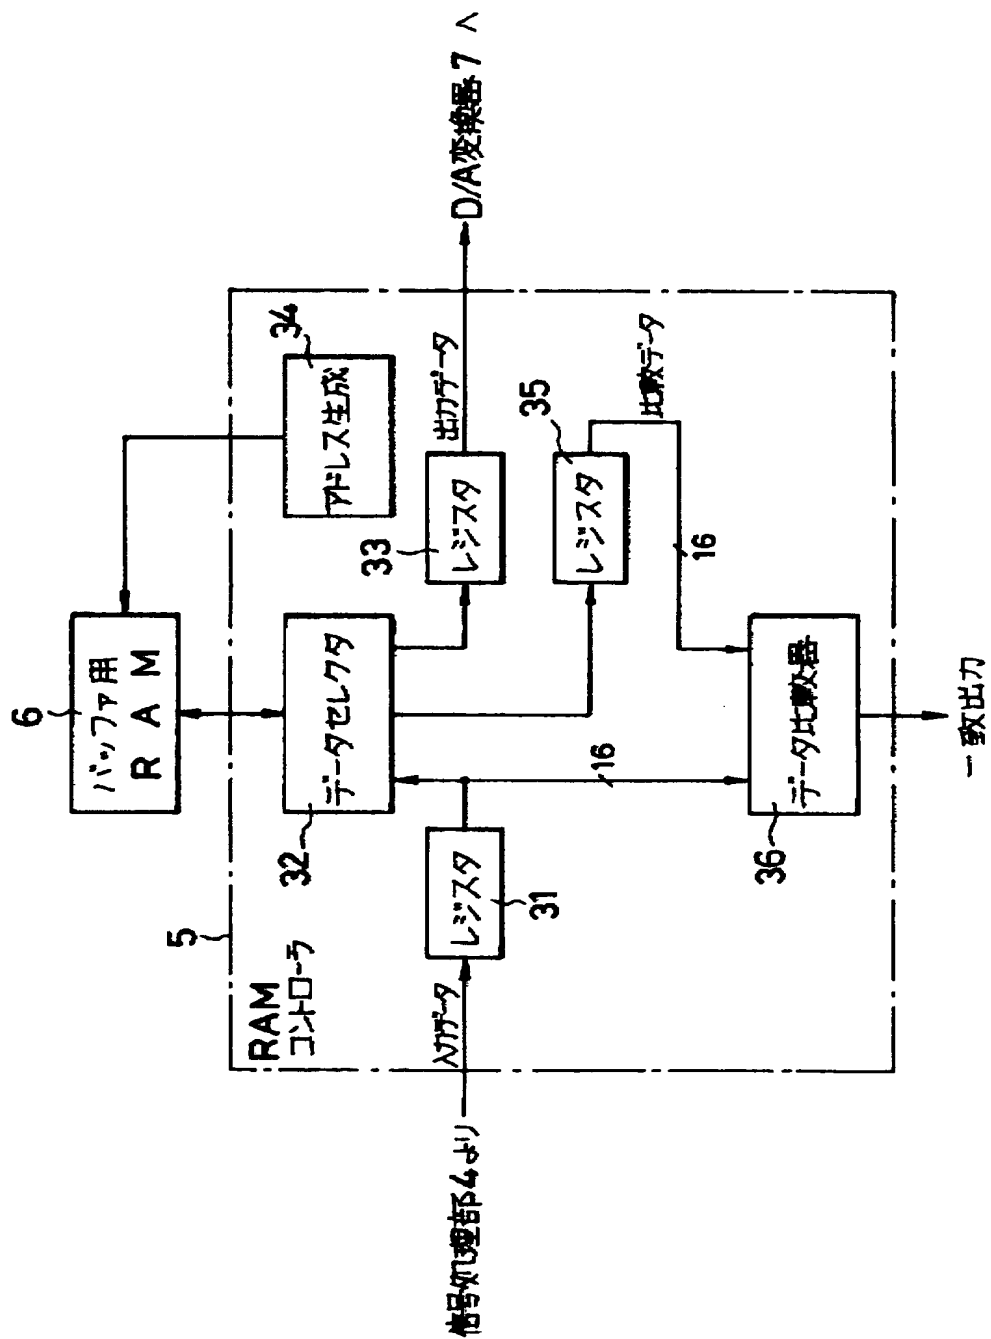 6
バッファ用
RAM
5
RAM
コントローラ
32
データセレクタ
34
アドレス生成
信号処理部4より
入力データ
レジスタ
31
33
レジスタ
出力データ
D/A変換器7へ
35
レジスタ
比較データ
16
16
36
データ比較器
一致出力